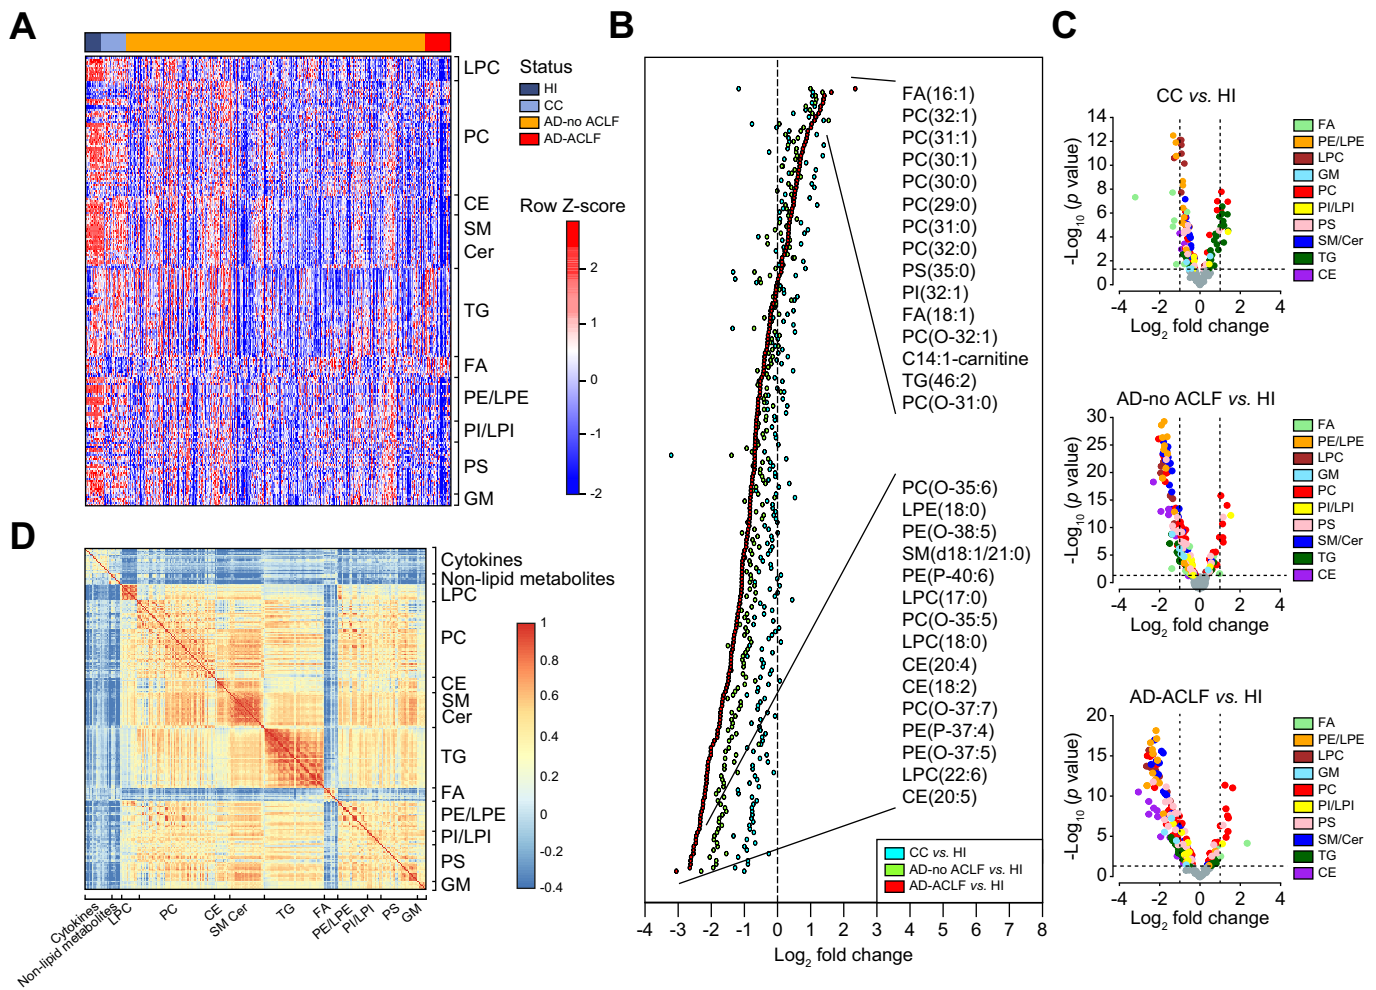 A
Status
HI
CC
AD-no ACLF
AD-ACLF
Row Z-score
2
1
0
-1
-2
LPC
PC
CE
SM
Cer
TG
FA
PE/LPE
PI/LPI
PS
GM
B
FA(16:1)
PC(32:1)
PC(31:1)
PC(30:1)
PC(30:0)
PC(29:0)
PC(31:0)
PC(32:0)
PS(35:0)
PI(32:1)
FA(18:1)
PC(O-32:1)
C14:1-carnitine
TG(46:2)
PC(O-31:0)
PC(O-35:6)
LPE(18:0)
PE(O-38:5)
SM(d18:1/21:0)
PE(P-40:6)
LPC(17:0)
PC(O-35:5)
LPC(18:0)
CE(20:4)
CE(18:2)
PC(O-37:7)
PE(P-37:4)
PE(O-37:5)
LPC(22:6)
CE(20:5)
CC vs. HI
AD-no ACLF vs. HI
AD-ACLF vs. HI
-4 -3 -2 -1 0 1 2 3 4 5 6 7 8
Log2 fold change
C
CC vs. HI
-Log10 (p value)
14
12
10
8
6
4
2
0
-4 -2 0 2 4
Log2 fold change
FA
PE/LPE
LPC
GM
PC
PI/LPI
PS
SM/Cer
TG
CE
AD-no ACLF vs. HI
-Log10 (p value)
30
25
20
15
10
5
0
-4 -2 0 2 4
Log2 fold change
FA
PE/LPE
LPC
GM
PC
PI/LPI
PS
SM/Cer
TG
CE
AD-ACLF vs. HI
-Log10 (p value)
20
15
10
5
0
-4 -2 0 2 4
Log2 fold change
FA
PE/LPE
LPC
GM
PC
PI/LPI
PS
SM/Cer
TG
CE
D
Cytokines
Non-lipid metabolites
LPC
PC
CE
SM
Cer
TG
FA
PE/LPE
PI/LPI
PS
GM
1
0.8
0.6
0.4
0.2
0
-0.2
-0.4
Cytokines
Non-lipid metabolites
LPC
PC
CE
SM Cer
TG
FA
PE/LPE
PI/LPI
PS
GM